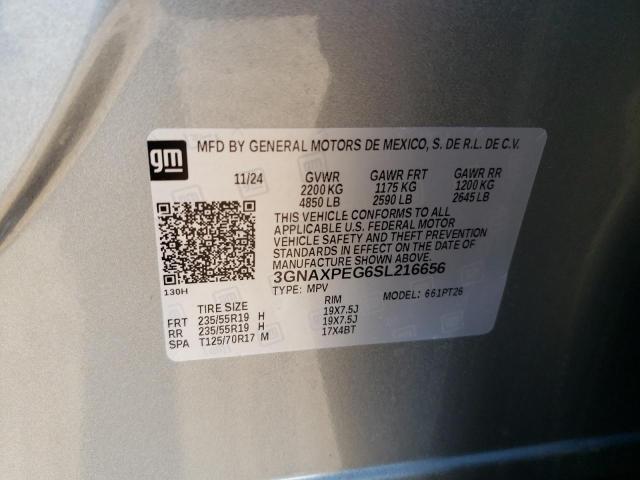 gm
MFD BY GENERAL MOTORS DE MEXICO, S. DE R.L. DE C.V.
11/24 GVWR GAWR FRT GAWR RR
2200 KG 1175 KG 1200 KG
4850 LB 2590 LB 2645 LB
THIS VEHICLE CONFORMS TO ALL
APPLICABLE U.S. FEDERAL MOTOR
VEHICLE SAFETY AND THEFT PREVENTION
STANDARDS IN EFFECT ON THE DATE OF
MANUFACTURE SHOWN ABOVE.
3GNAXPEG6SL216656
130H
TYPE: MPV MODEL: 661PT26
TIRE SIZE RIM
FRT 235/55R19 H 19X7.5J
RR 235/55R19 H 19X7.5J
SPA T125/70R17 M 17X4BT